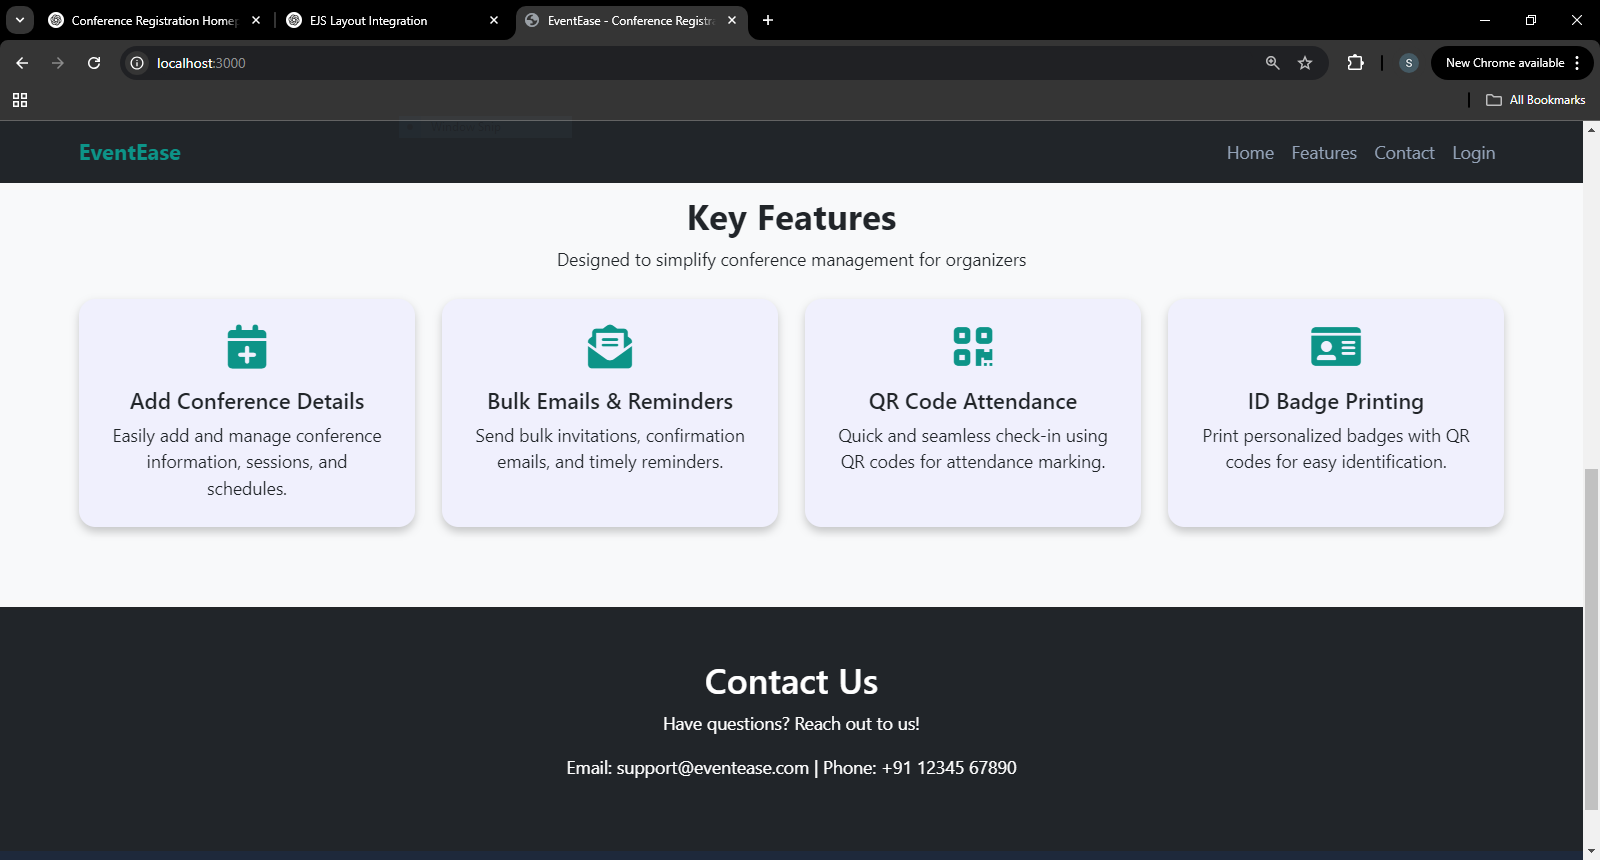 Conference Registration Home
EJS Layout Integration
EventEase - Conference Registr
localhost:3000
S
New Chrome available
All Bookmarks
EventEase
Home
Features
Contact
Login
Key Features
Designed to simplify conference management for organizers
Add Conference Details
Easily add and manage conference
information, sessions, and
schedules.
Bulk Emails & Reminders
Send bulk invitations, confirmation
emails, and timely reminders.
QR Code Attendance
Quick and seamless check-in using
QR codes for attendance marking.
ID Badge Printing
Print personalized badges with QR
codes for easy identification.
Contact Us
Have questions? Reach out to us!
Email: support@eventease.com | Phone: +91 12345 67890